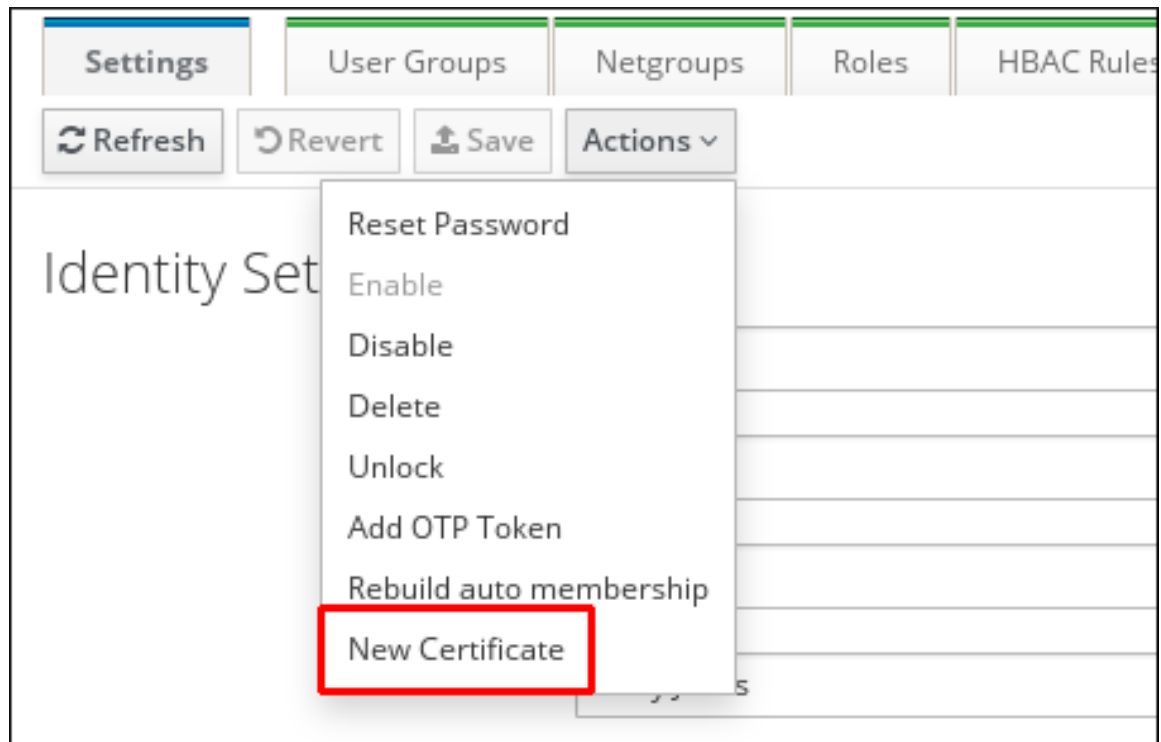 Settings User Groups Netgroups Roles HBAC Rules
Refresh Revert Save Actions
Reset Password
Identity Set
Enable
Disable
Delete
Unlock
Add OTP Token
Rebuild auto membership
New Certificate